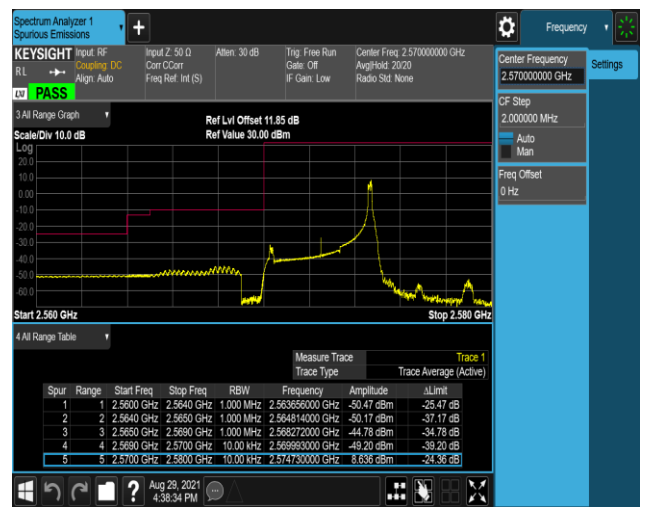 Spectrum Analyzer 1
Spurious Emissions
Frequency
KEYSIGHT
Input: RF
Input Z: 50 Ω
Atten: 30 dB
Trig: Free Run
Center Freq: 2.570000000 GHz
RL
Coupling: DC
Corr CCorr
Gate: Off
Avg|Hold: 20/20
Align: Auto
Freq Ref: Int (S)
IF Gain: Low
Radio Std: None
LXI
PASS
Center Frequency
2.570000000 GHz
Settings
CF Step
2.000000 MHz
Auto
Man
Freq Offset
0 Hz
3 All Range Graph
Ref Lvl Offset 11.85 dB
Scale/Div 10.0 dB
Ref Value 30.00 dBm
Log
20.0
10.0
0.00
-10.0
-20.0
-30.0
-40.0
-50.0
-60.0
Start 2.560 GHz
Stop 2.580 GHz
4 All Range Table
Measure Trace
Trace 1
Trace Type
Trace Average (Active)
Spur Range Start Freq Stop Freq RBW Frequency Amplitude ΔLimit
1 1 2.5600 GHz 2.5640 GHz 1.000 MHz 2.563656000 GHz -50.47 dBm -25.47 dB
2 2 2.5640 GHz 2.5650 GHz 1.000 MHz 2.564814000 GHz -50.17 dBm -37.17 dB
3 3 2.5650 GHz 2.5690 GHz 1.000 MHz 2.568272000 GHz -44.78 dBm -34.78 dB
4 4 2.5690 GHz 2.5700 GHz 10.00 kHz 2.569993000 GHz -49.20 dBm -39.20 dB
5 5 2.5700 GHz 2.5800 GHz 10.00 kHz 2.574730000 GHz 8.636 dBm -24.36 dB
Aug 29, 2021
4:38:34 PM